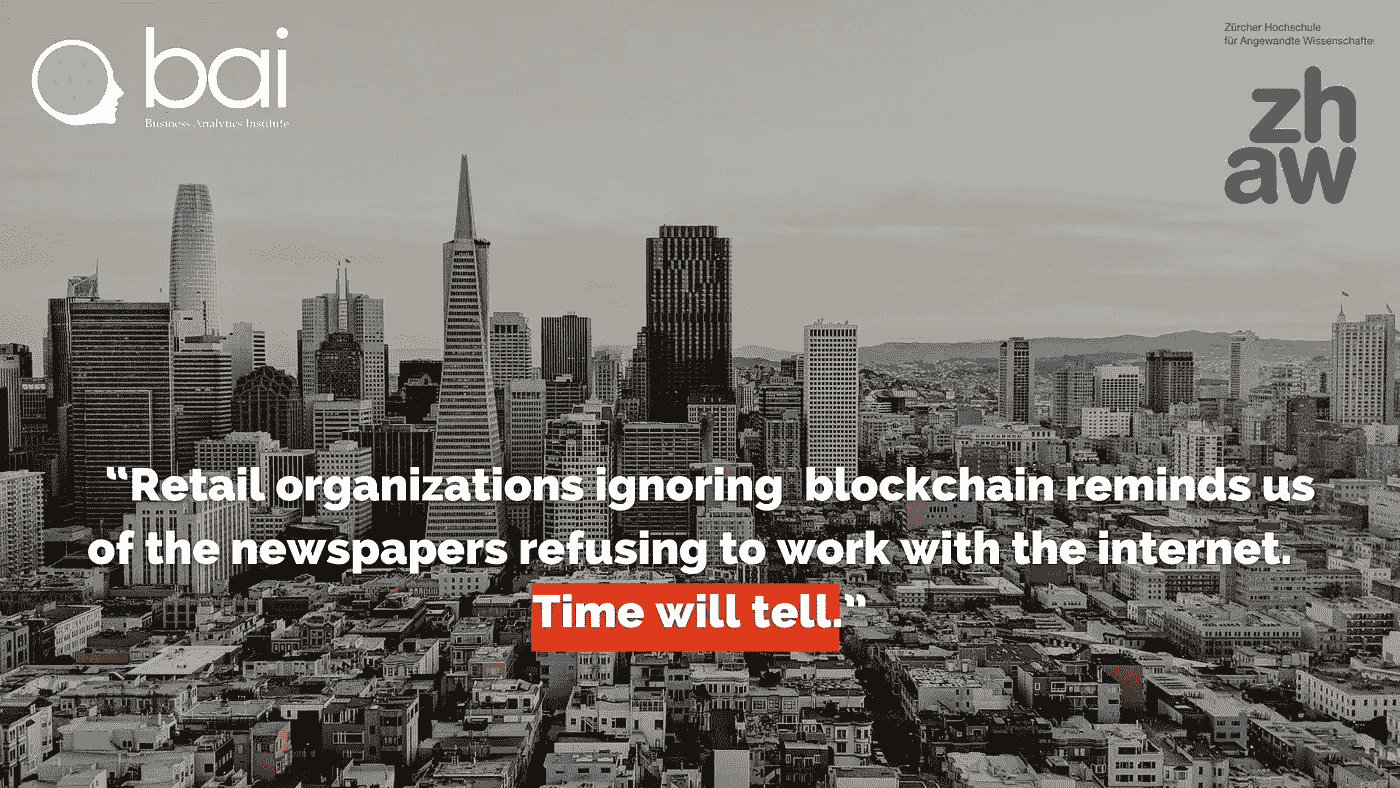 bai
Business Analytics Institute
Zürcher Hochschule
für Angewandte Wissenschafte
zh
aw
“Retail organizations ignoring  blockchain reminds us
of the newspapers refusing to work with the internet.
Time will tell.”